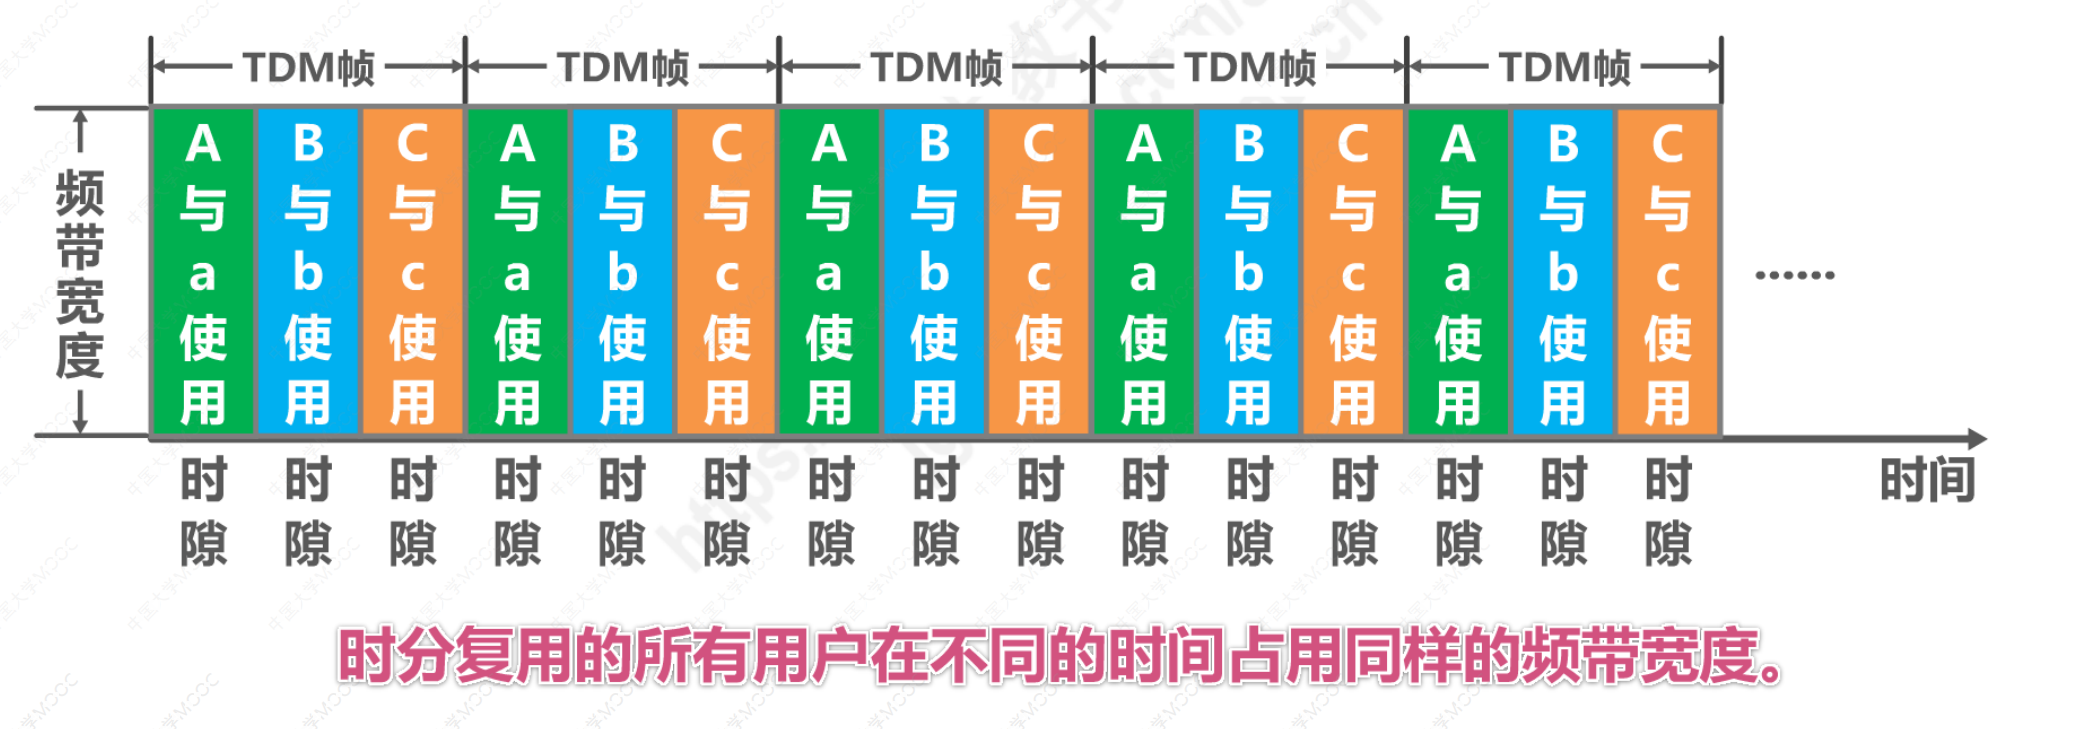 TDM帧 TDM帧 TDM帧 TDM帧 TDM帧
频带宽度
A与a使用
B与b使用
C与c使用
A与a使用
B与b使用
C与c使用
A与a使用
B与b使用
C与c使用
A与a使用
B与b使用
C与c使用
A与a使用
B与b使用
C与c使用
……
时隙 时隙 时隙 时隙 时隙 时隙 时隙 时隙 时隙 时隙 时隙 时隙 时隙 时隙 时隙
时间
时分复用的所有用户在不同的时间占用同样的频带宽度。